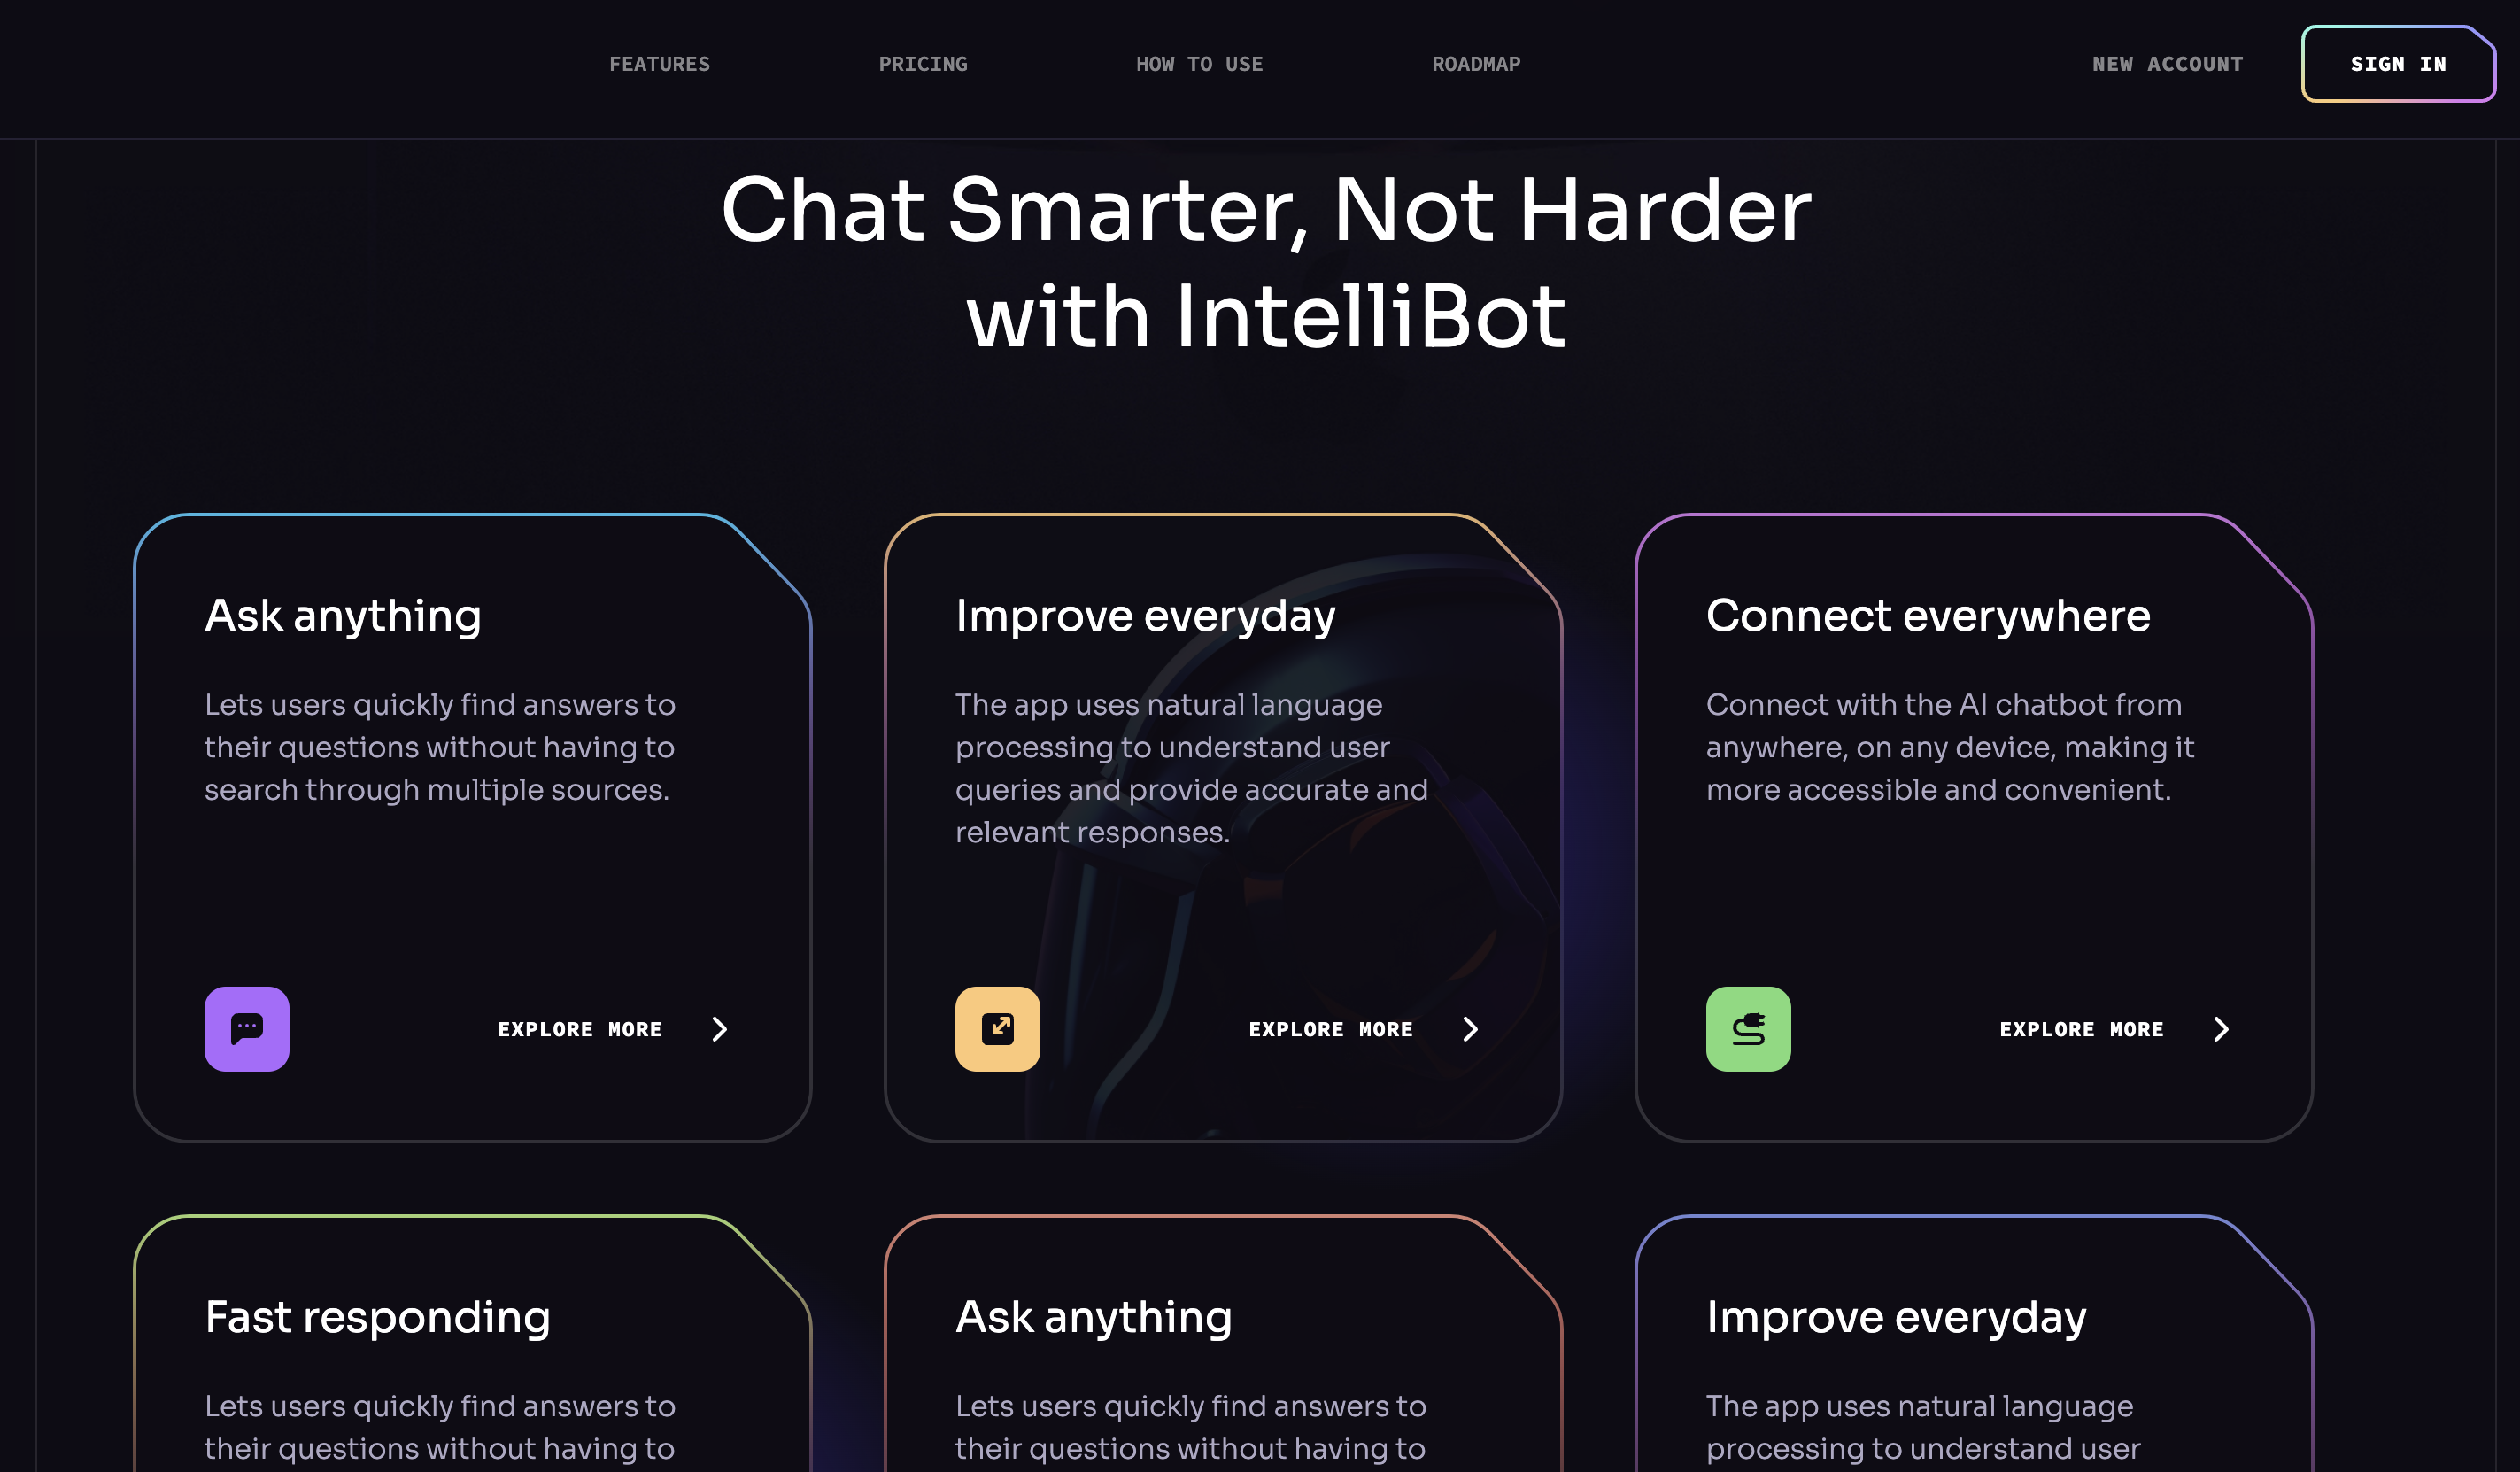 FEATURES
PRICING
HOW TO USE
ROADMAP
NEW ACCOUNT
SIGN IN
Chat Smarter, Not Harder
with IntelliBot
Ask anything
Lets users quickly find answers to
their questions without having to
search through multiple sources.
EXPLORE MORE
Improve everyday
The app uses natural language
processing to understand user
queries and provide accurate and
relevant responses.
EXPLORE MORE
Connect everywhere
Connect with the AI chatbot from
anywhere, on any device, making it
more accessible and convenient.
EXPLORE MORE
Fast responding
Lets users quickly find answers to
their questions without having to
Ask anything
Lets users quickly find answers to
their questions without having to
Improve everyday
The app uses natural language
processing to understand user